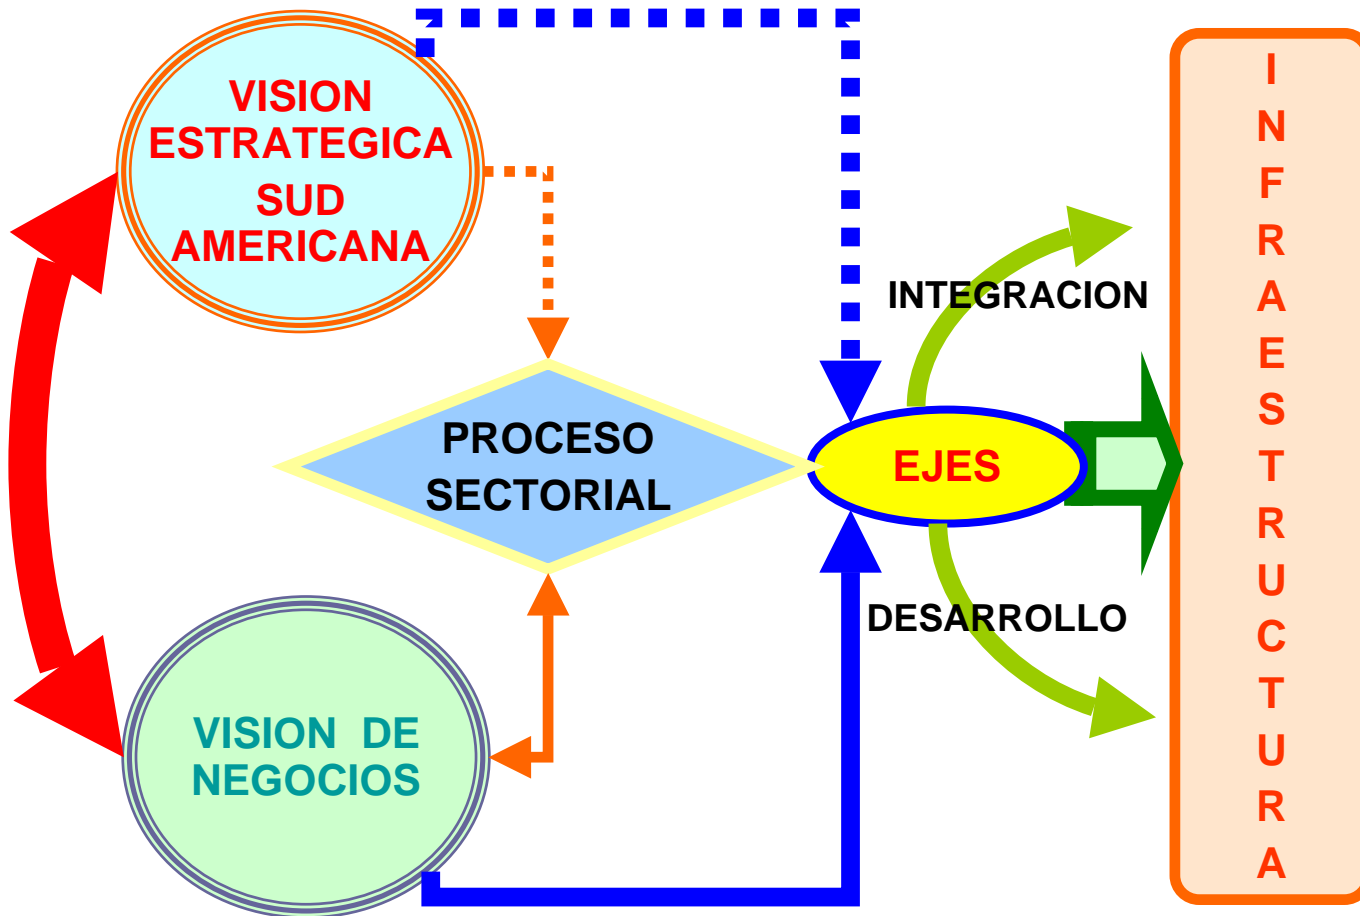 VISION
ESTRATEGICA
SUD
AMERICANA
INTEGRACION
PROCESO
SECTORIAL
EJES
DESARROLLO
VISION DE
NEGOCIOS
I
N
F
R
A
E
S
T
R
U
C
T
U
R
A